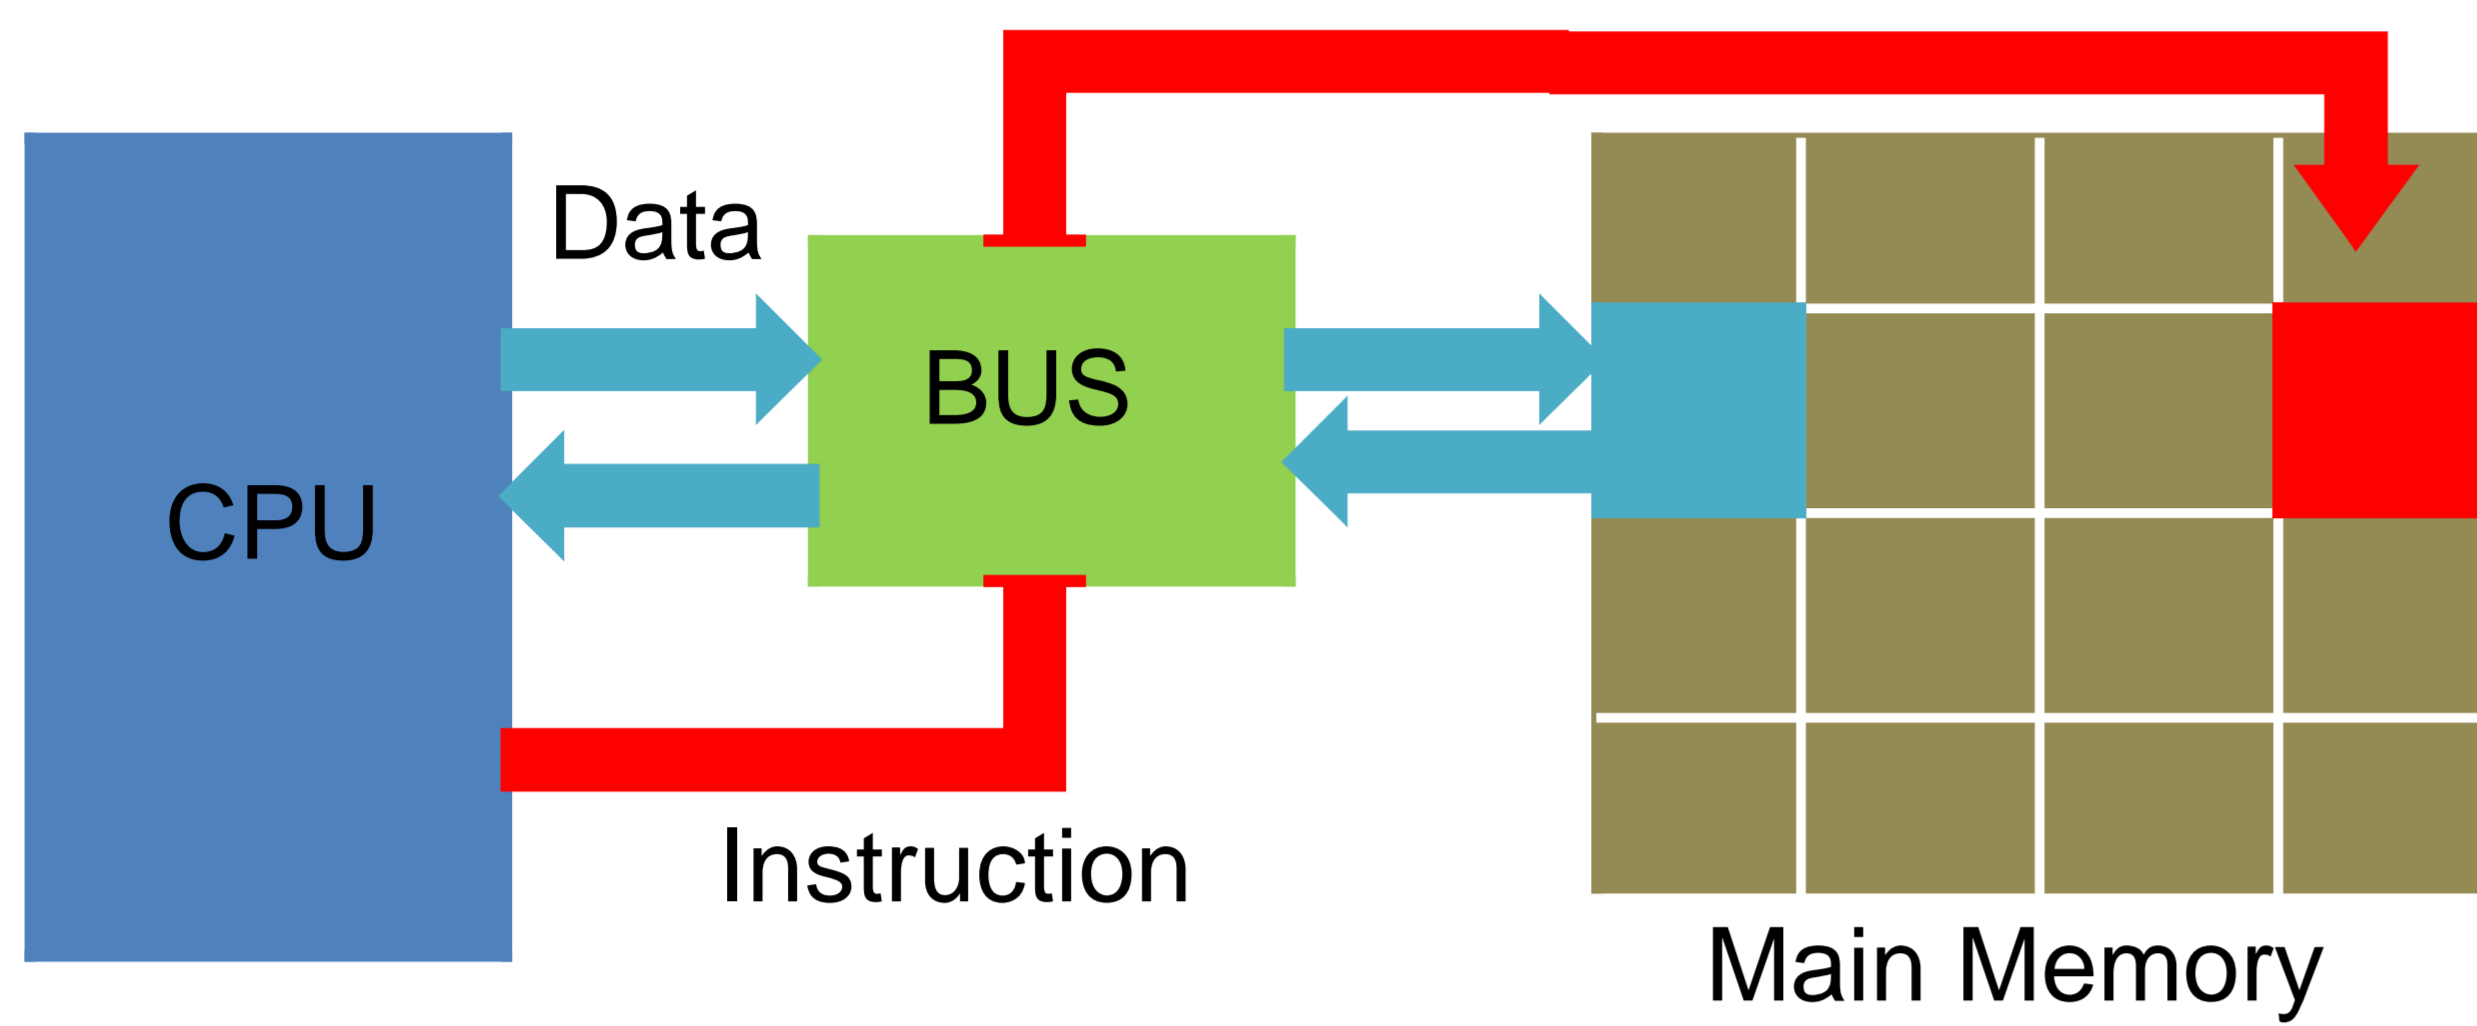 Data
BUS
CPU
Instruction
Main Memory